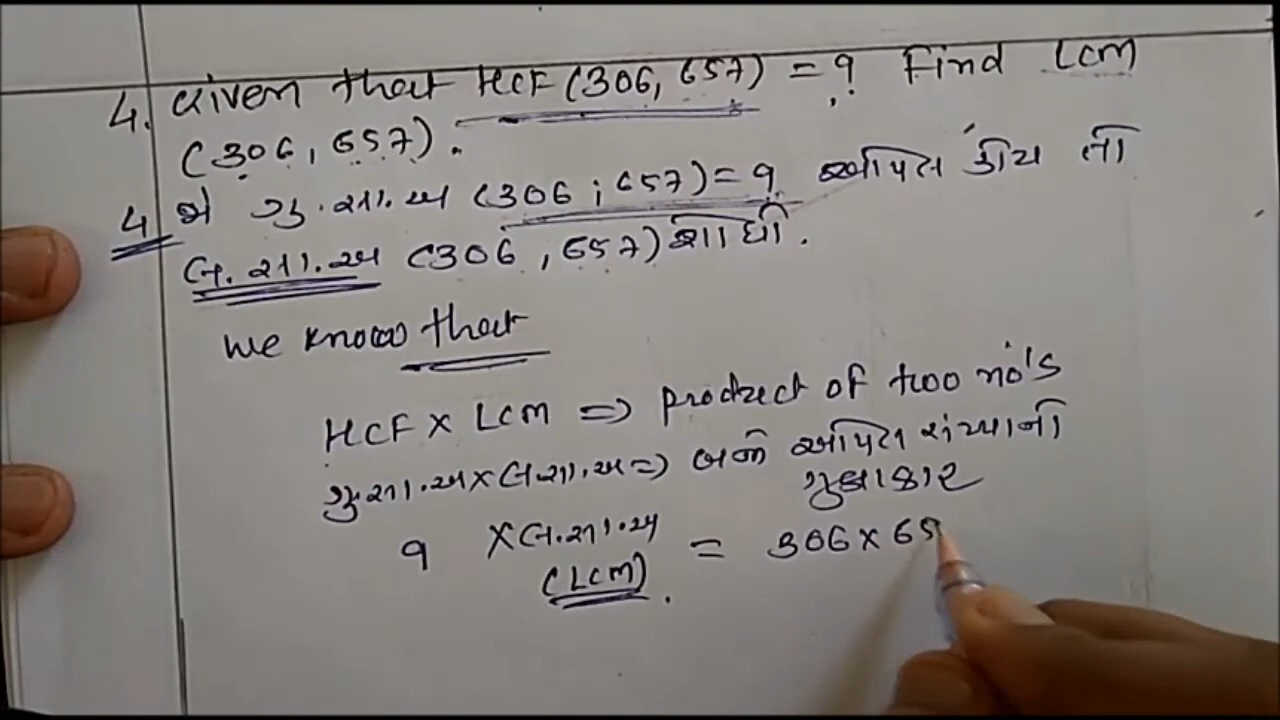 4. Given that HCF (306, 657) = 9. Find LCM
(306, 657).
4 જો ગુ.સા.અ (306, 657) = 9 આપેલ હોય તો
લ.સા.અ (306, 657) શોધો.
We know that
HCF X LCM => product of two no's
ગુ.સા.અ X લ.સા.અ => બંને આપેલ સંખ્યાનો
ગુણાકાર
9 X લ.સા.અ = 306 X 65
(LCM).